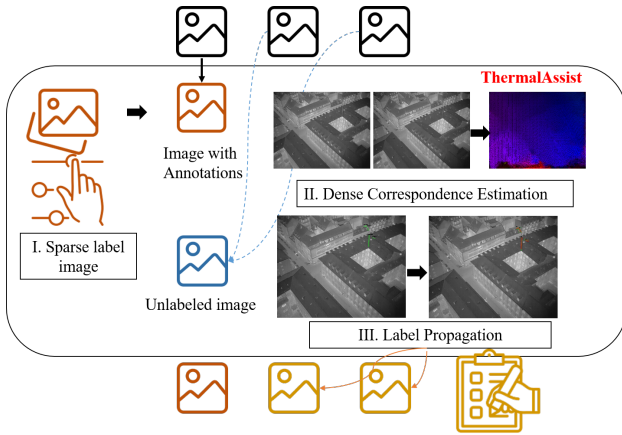 ThermalAssist
Image with
Annotations
II. Dense Correspondence Estimation
I. Sparse label
image
Unlabeled image
III. Label Propagation